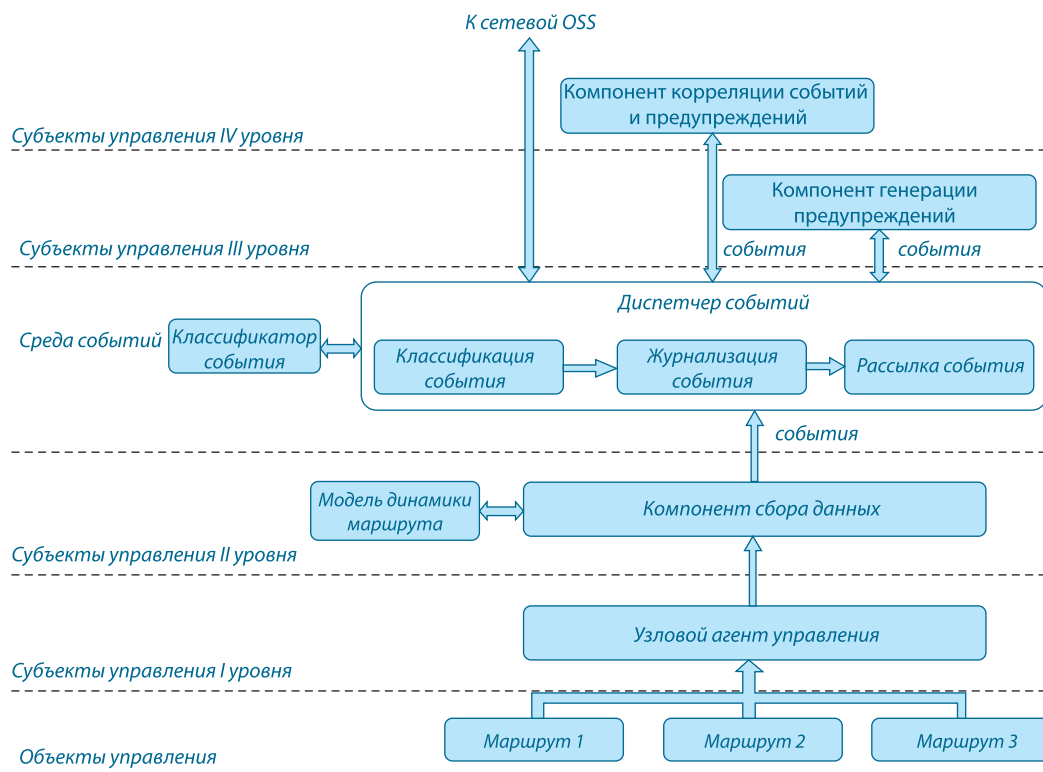 К сетевой OSS
Компонент корреляции событий
и предупреждений
Субъекты управления IV уровня
Компонент генерации
предупреждений
Субъекты управления III уровня
события
события
Диспетчер событий
Среда событий
Классификатор
события
Классификация
события
Журнализация
события
Рассылка события
события
Модель динамики
маршрута
Компонент сбора данных
Субъекты управления II уровня
Узловой агент управления
Субъекты управления I уровня
Маршрут 1
Маршрут 2
Маршрут 3
Объекты управления